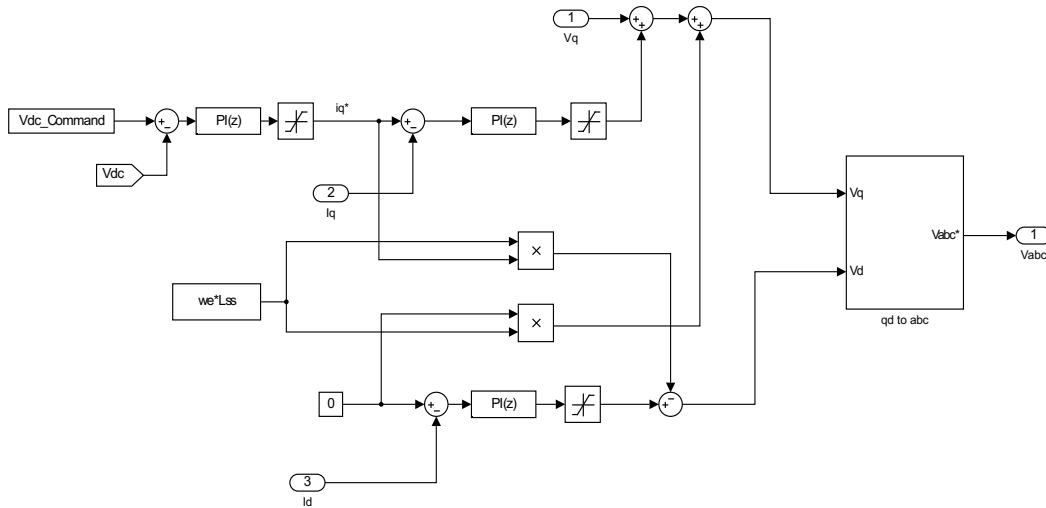 1
Vq
+
+
+
+
Vdc_Command
+
−
PI(z)
iq*
+
−
PI(z)
Vdc
2
Iq
Vq
Vabc*
1
Vabc
×
we*Lss
Vd
×
qd to abc
0
+
−
PI(z)
+
−
3
Id